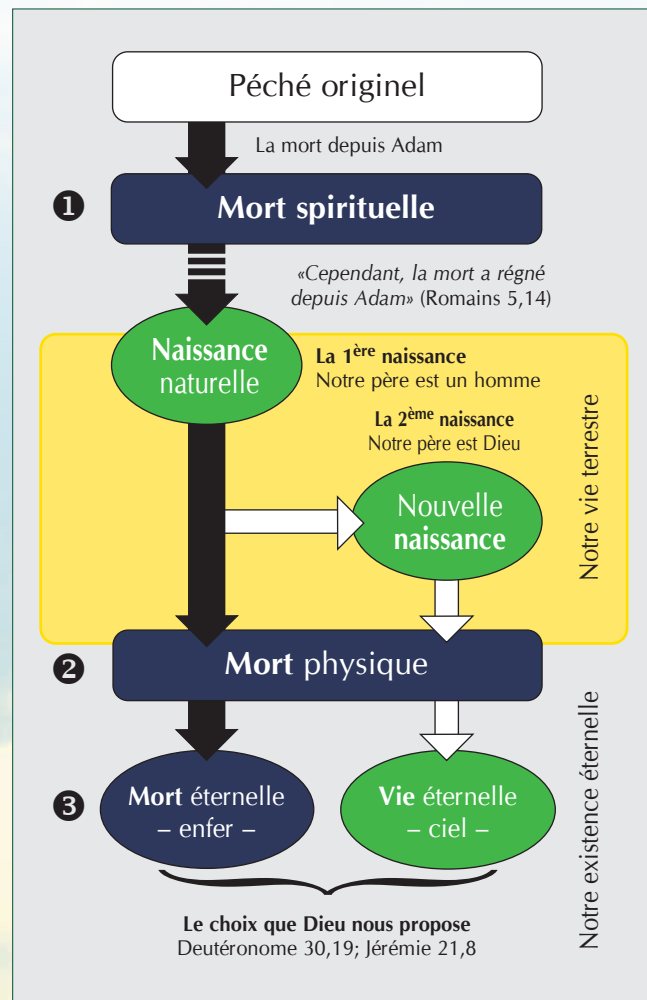 Péché originel
La mort depuis Adam
❶
Mort spirituelle
«Cependant, la mort a régné
depuis Adam» (Romains 5,14)
Naissance
naturelle
La 1ère naissance
Notre père est un homme
La 2ème naissance
Notre père est Dieu
Nouvelle
naissance
Notre vie terrestre
❷
Mort physique
❸
Mort éternelle
– enfer –
Vie éternelle
– ciel –
Notre existence éternelle
Le choix que Dieu nous propose
Deutéronome 30,19; Jérémie 21,8